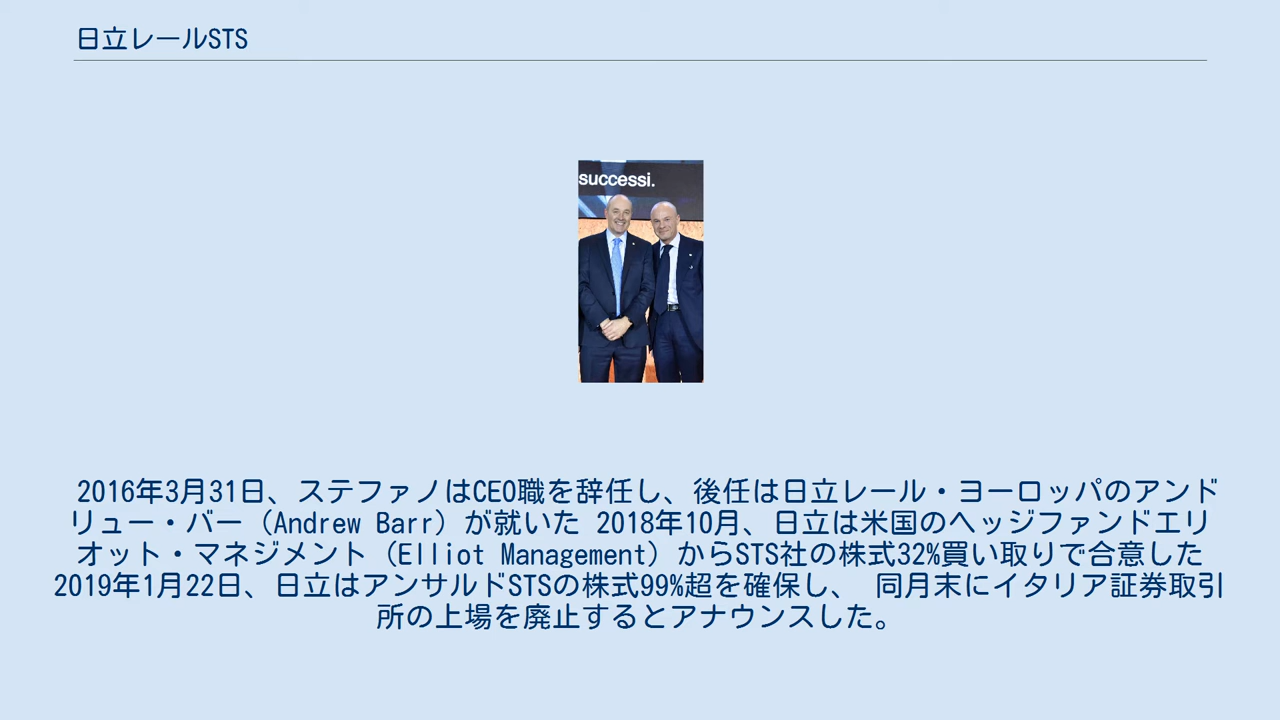 日立レールSTS
successi.
2016年3月31日、ステファノはCEO職を辞任し、後任は日立レール・ヨーロッパのアンド
リュー・バー（Andrew Barr）が就いた 2018年10月、日立は米国のヘッジファンドエリ
オット・マネジメント（Elliot Management）からSTS社の株式32%買い取りで合意した
2019年1月22日、日立はアンサルドSTSの株式99%超を確保し、 同月末にイタリア証券取引
所の上場を廃止するとアナウンスした。